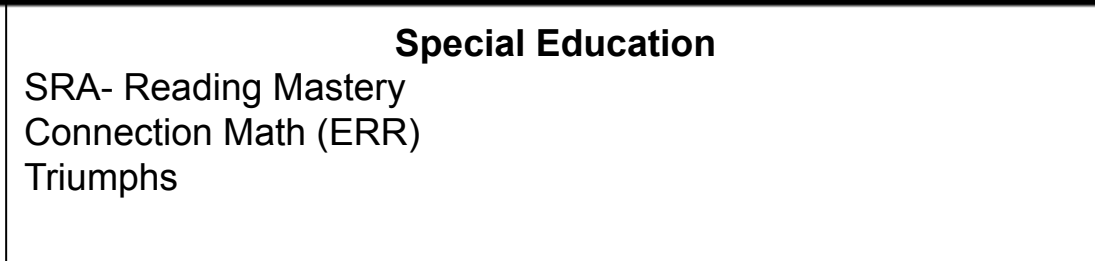 Special Education
SRA- Reading Mastery
Connection Math (ERR)
Triumphs